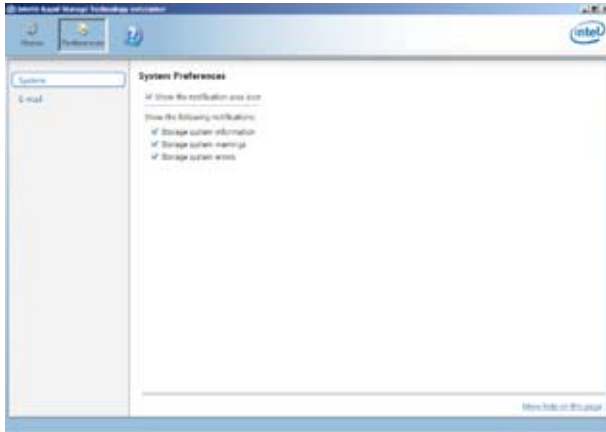 Intel® Rapid Storage Technology enterprise
Home
Preferences
intel
System
E-mail
System Preferences
Show the notification area icon
Show the following notifications:
Storage system information
Storage system warnings
Storage system errors
More help on this page